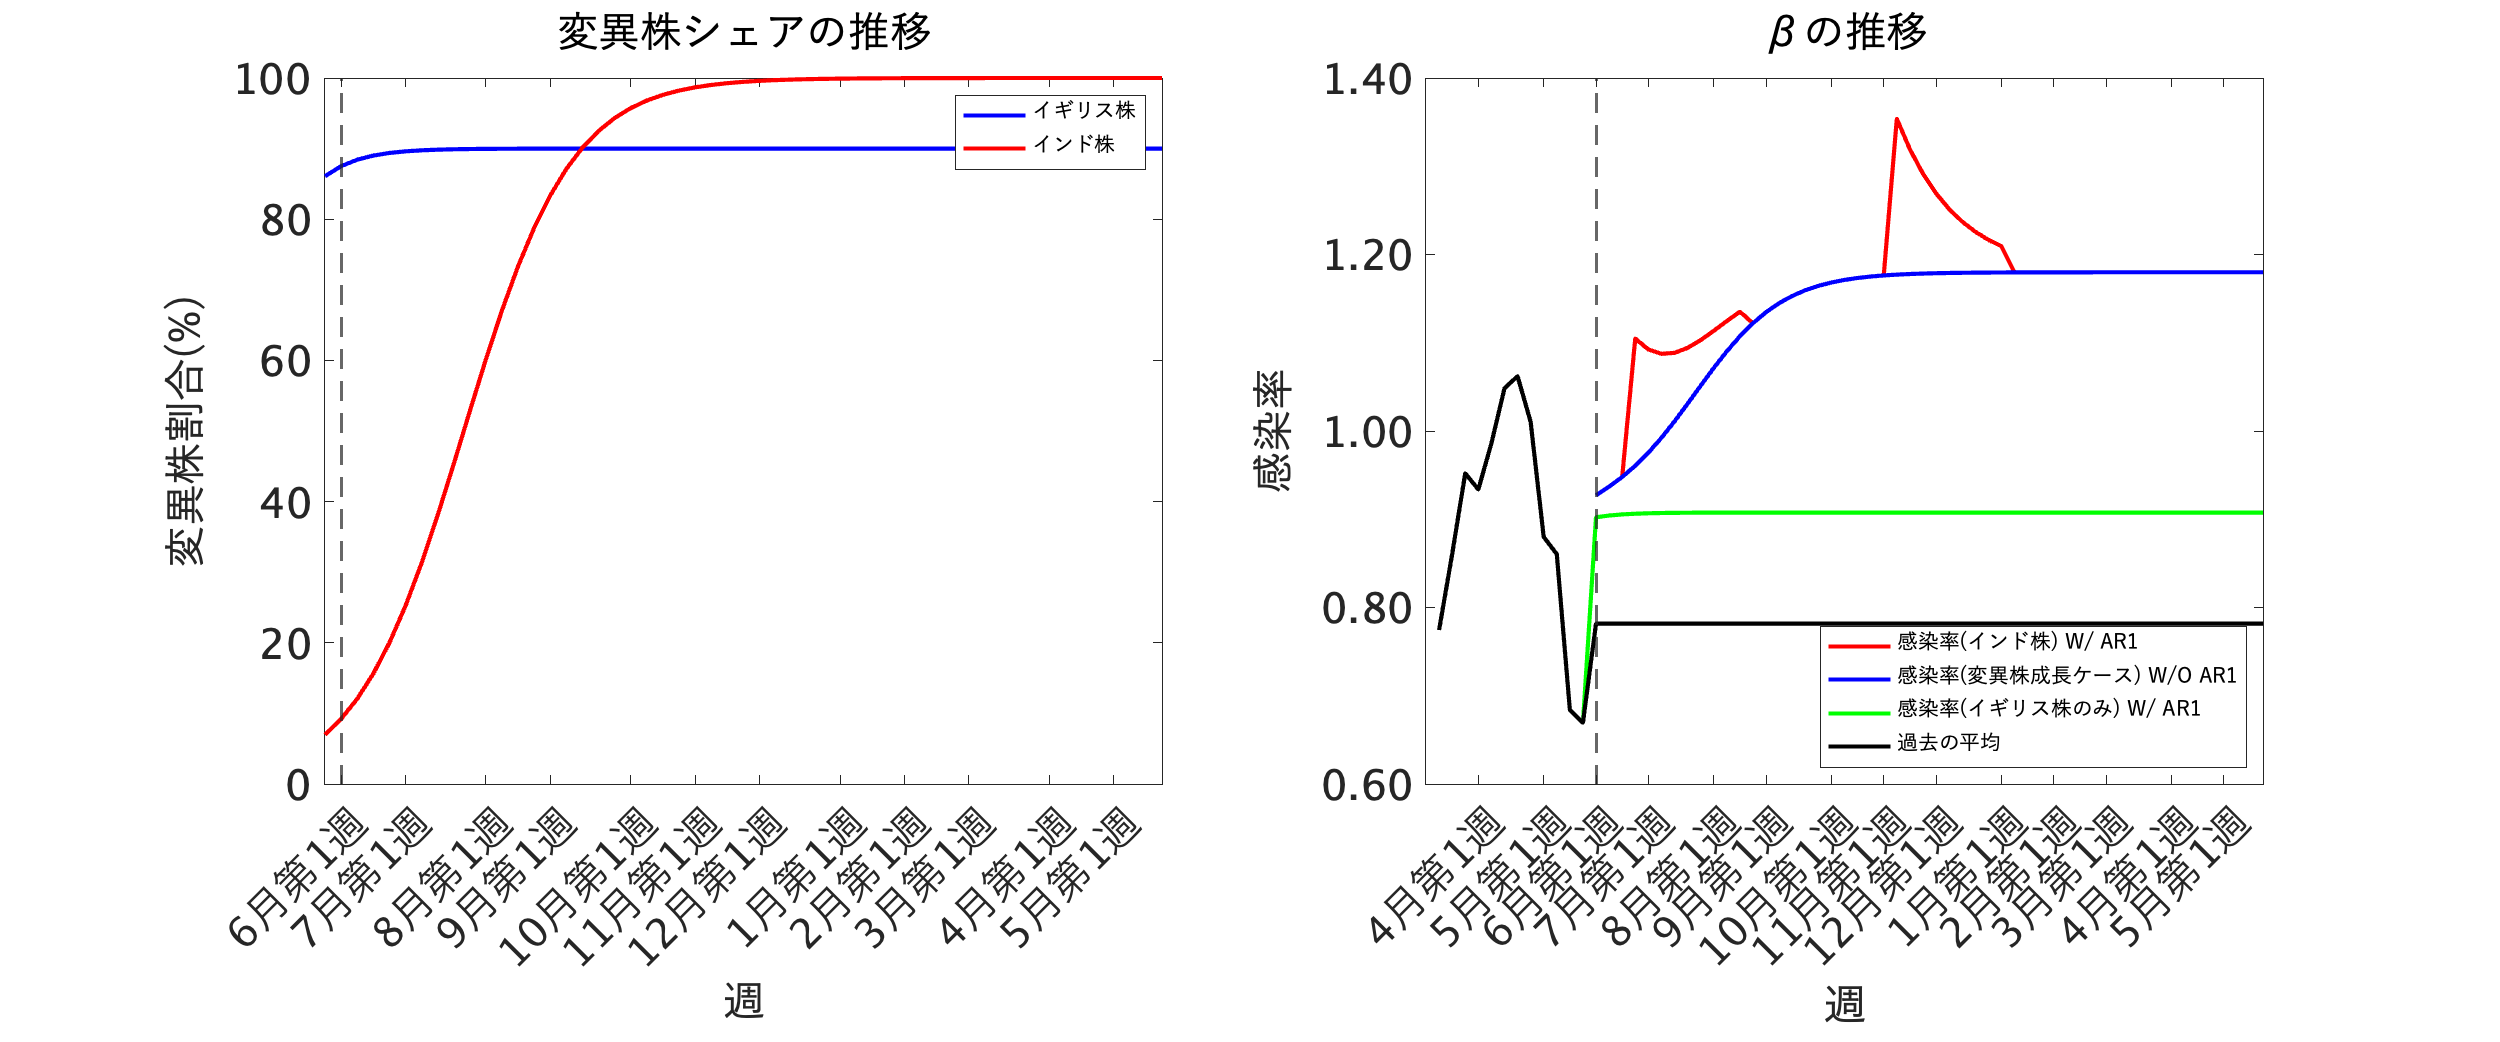 変異株シェアの推移
100
80
60
40
20
0
変異株割合(%)
イギリス株
インド株
6月第1週
7月第1週
8月第1週
9月第1週
10月第1週
11月第1週
12月第1週
1月第1週
2月第1週
3月第1週
4月第1週
5月第1週
週
βの推移
1.40
1.20
1.00
0.80
0.60
感染率
感染率(インド株) W/ AR1
感染率(変異株成長ケース) W/O AR1
感染率(イギリス株のみ) W/ AR1
過去の平均
4月第1週
5月第1週
6月第1週
7月第1週
8月第1週
9月第1週
10月第1週
11月第1週
12月第1週
1月第1週
2月第1週
3月第1週
4月第1週
5月第1週
週